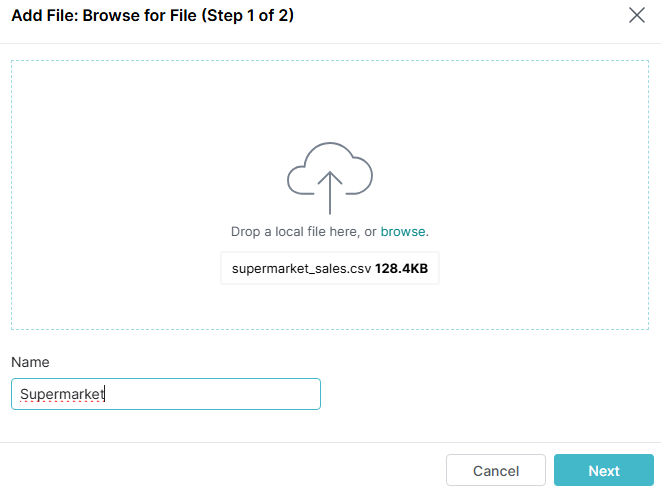 Add File: Browse for File (Step 1 of 2)
Drop a local file here, or browse.
supermarket_sales.csv 128.4KB
Name
Supermarket
Cancel
Next